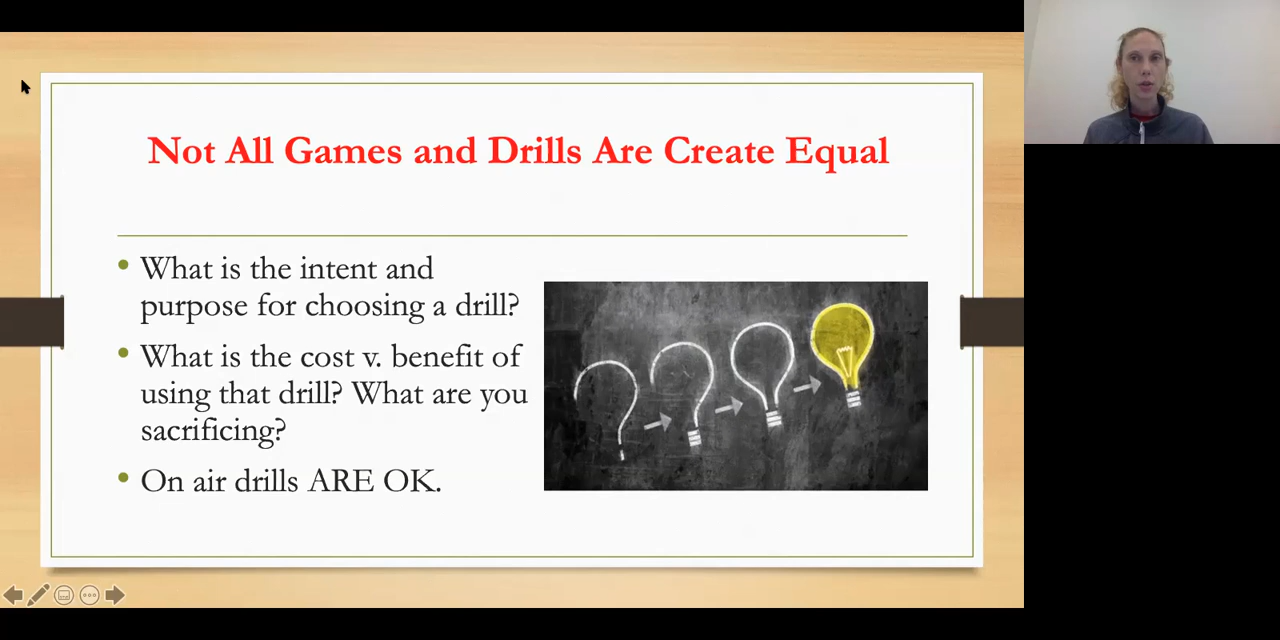 Not All Games and Drills Are Create Equal
• What is the intent and
purpose for choosing a drill?
• What is the cost v. benefit of
using that drill? What are you
sacrificing?
• On air drills ARE OK.